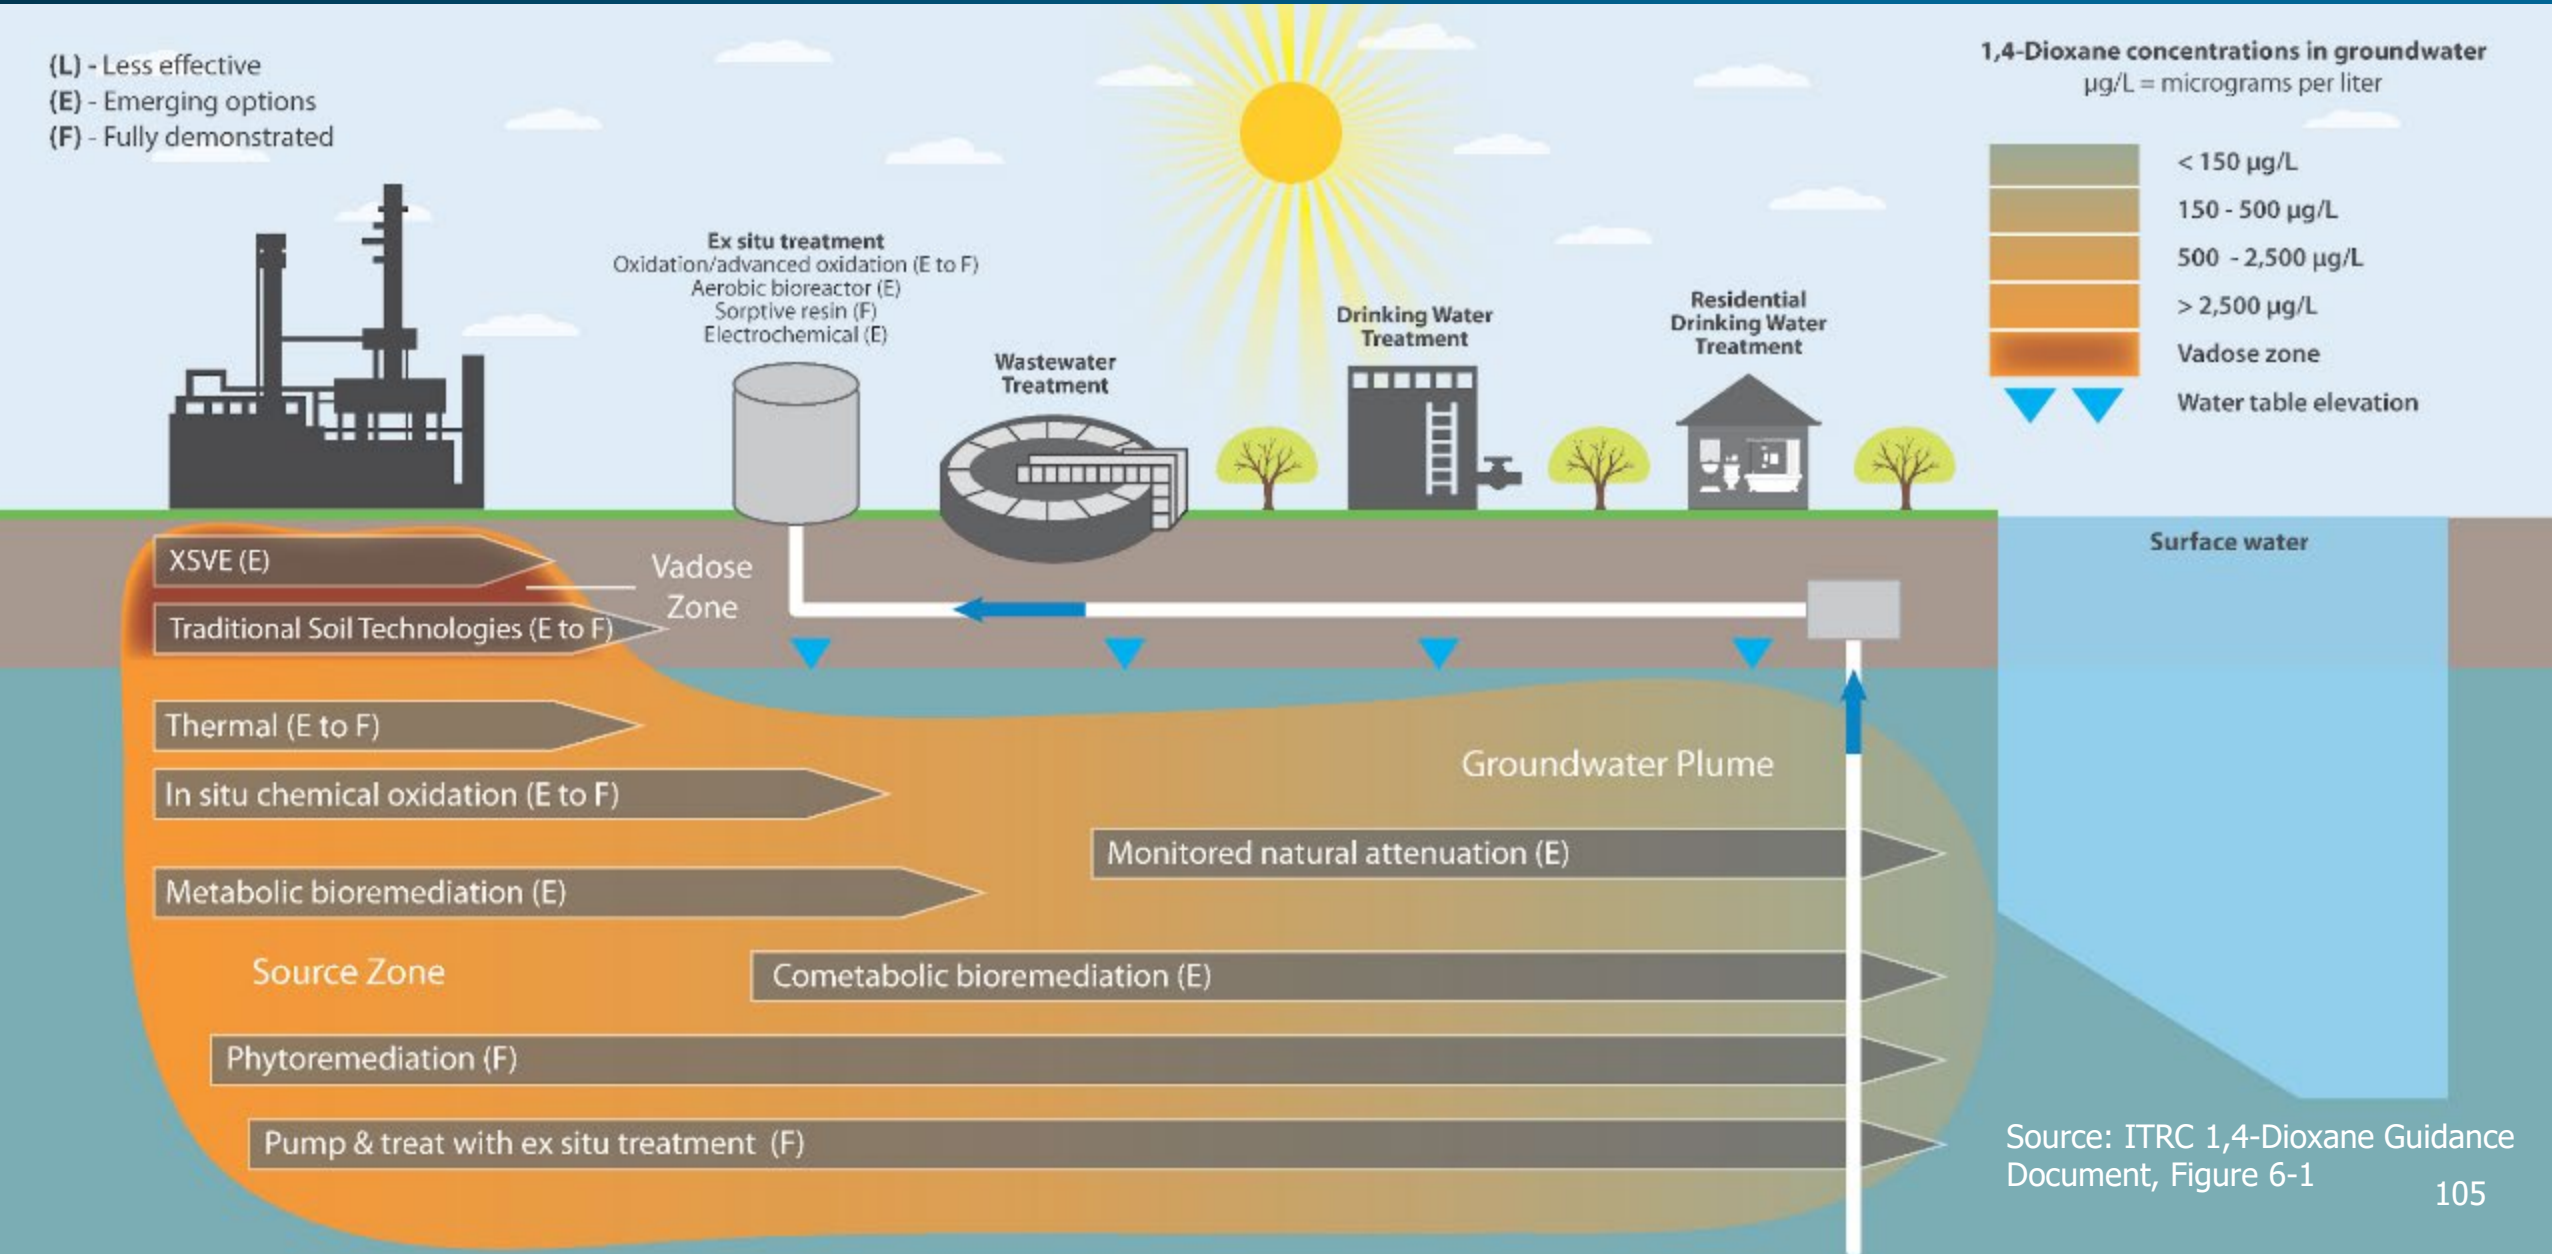 (L) - Less effective
(E) - Emerging options
(F) - Fully demonstrated
1,4-Dioxane concentrations in groundwater
µg/L = micrograms per liter
< 150 µg/L
150 - 500 µg/L
500 - 2,500 µg/L
> 2,500 µg/L
Vadose zone
Water table elevation
Ex situ treatment
Oxidation/advanced oxidation (E to F)
Aerobic bioreactor (E)
Sorptive resin (F)
Electrochemical (E)
Wastewater
Treatment
Drinking Water
Treatment
Residential
Drinking Water
Treatment
Surface water
XSVE (E)
Vadose
Zone
Traditional Soil Technologies (E to F)
Thermal (E to F)
Groundwater Plume
In situ chemical oxidation (E to F)
Monitored natural attenuation (E)
Metabolic bioremediation (E)
Source Zone
Cometabolic bioremediation (E)
Phytoremediation (F)
Pump & treat with ex situ treatment (F)
Source: ITRC 1,4-Dioxane Guidance
Document, Figure 6-1
105